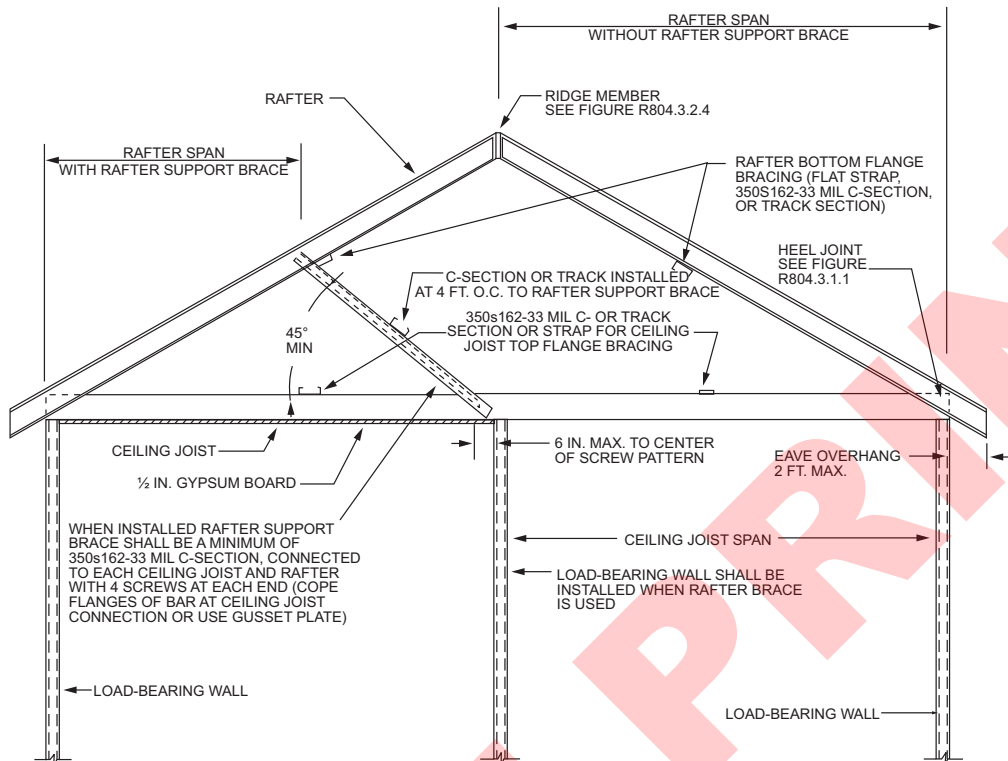 RAFTER SPAN
WITHOUT RAFTER SUPPORT BRACE
RAFTER
RIDGE MEMBER
SEE FIGURE R804.3.2.4
RAFTER SPAN
WITH RAFTER SUPPORT BRACE
RAFTER BOTTOM FLANGE
BRACING (FLAT STRAP,
350S162-33 MIL C-SECTION,
OR TRACK SECTION)
HEEL JOINT
SEE FIGURE
R804.3.1.1
C-SECTION OR TRACK INSTALLED
AT 4 FT. O.C. TO RAFTER SUPPORT BRACE
350s162-33 MIL C- OR TRACK
SECTION OR STRAP FOR CEILING
JOIST TOP FLANGE BRACING
45°
MIN
CEILING JOIST
½ IN. GYPSUM BOARD
6 IN. MAX. TO CENTER
OF SCREW PATTERN
EAVE OVERHANG
2 FT. MAX.
WHEN INSTALLED RAFTER SUPPORT
BRACE SHALL BE A MINIMUM OF
350s162-33 MIL C-SECTION, CONNECTED
TO EACH CEILING JOIST AND RAFTER
WITH 4 SCREWS AT EACH END (COPE
FLANGES OF BAR AT CEILING JOIST
CONNECTION OR USE GUSSET PLATE)
CEILING JOIST SPAN
LOAD-BEARING WALL SHALL BE
INSTALLED WHEN RAFTER BRACE
IS USED
LOAD-BEARING WALL
LOAD-BEARING WALL